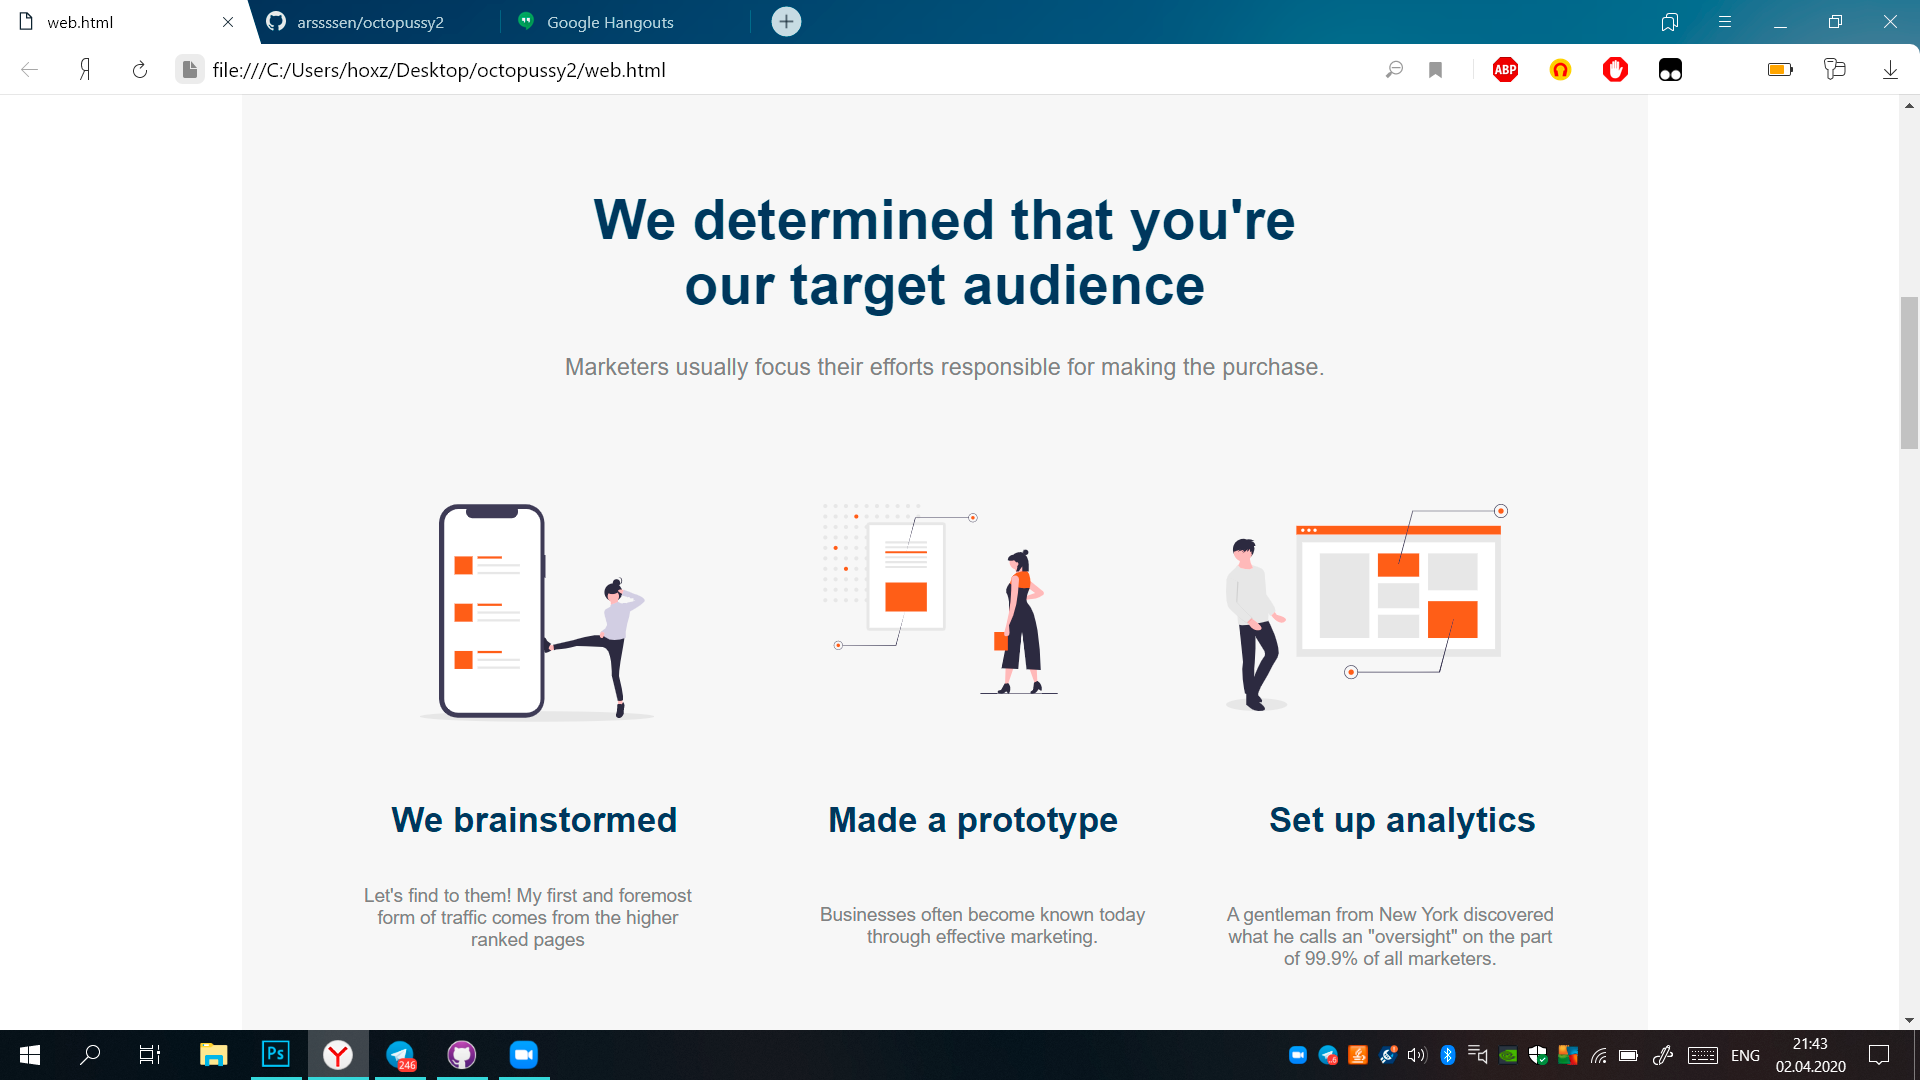 web.html
arssssen/octopussy2
Google Hangouts
Я
file:///C:/Users/hoxz/Desktop/octopussy2/web.html
ABP
We determined that you're
our target audience
Marketers usually focus their efforts responsible for making the purchase.
We brainstormed
Let's find to them! My first and foremost
form of traffic comes from the higher
ranked pages
Made a prototype
Businesses often become known today
through effective marketing.
Set up analytics
A gentleman from New York discovered
what he calls an "oversight" on the part
of 99.9% of all marketers.
Ps
Y
246
ENG
21:43
02.04.2020